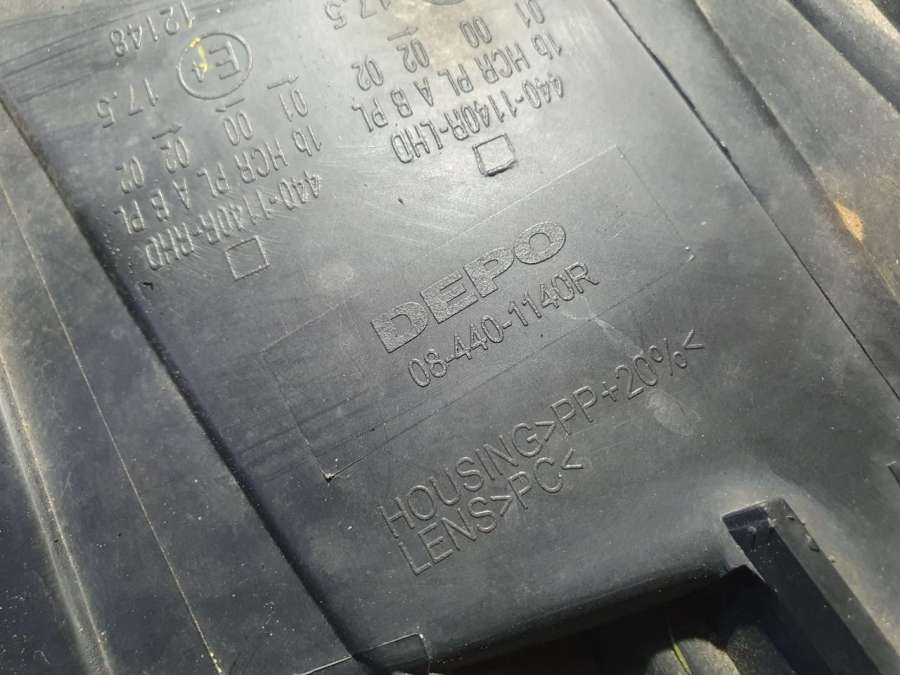 12148
E4
17.5
01 00 02 02
1b HCR PL A B PL
440-1140R-RHD
17.5
01 00 02 02
1b HCR PL A B PL
440-1140R-LHD
DEPO
08-440-1140R
HOUSING>PP+20%<
LENS>PC<